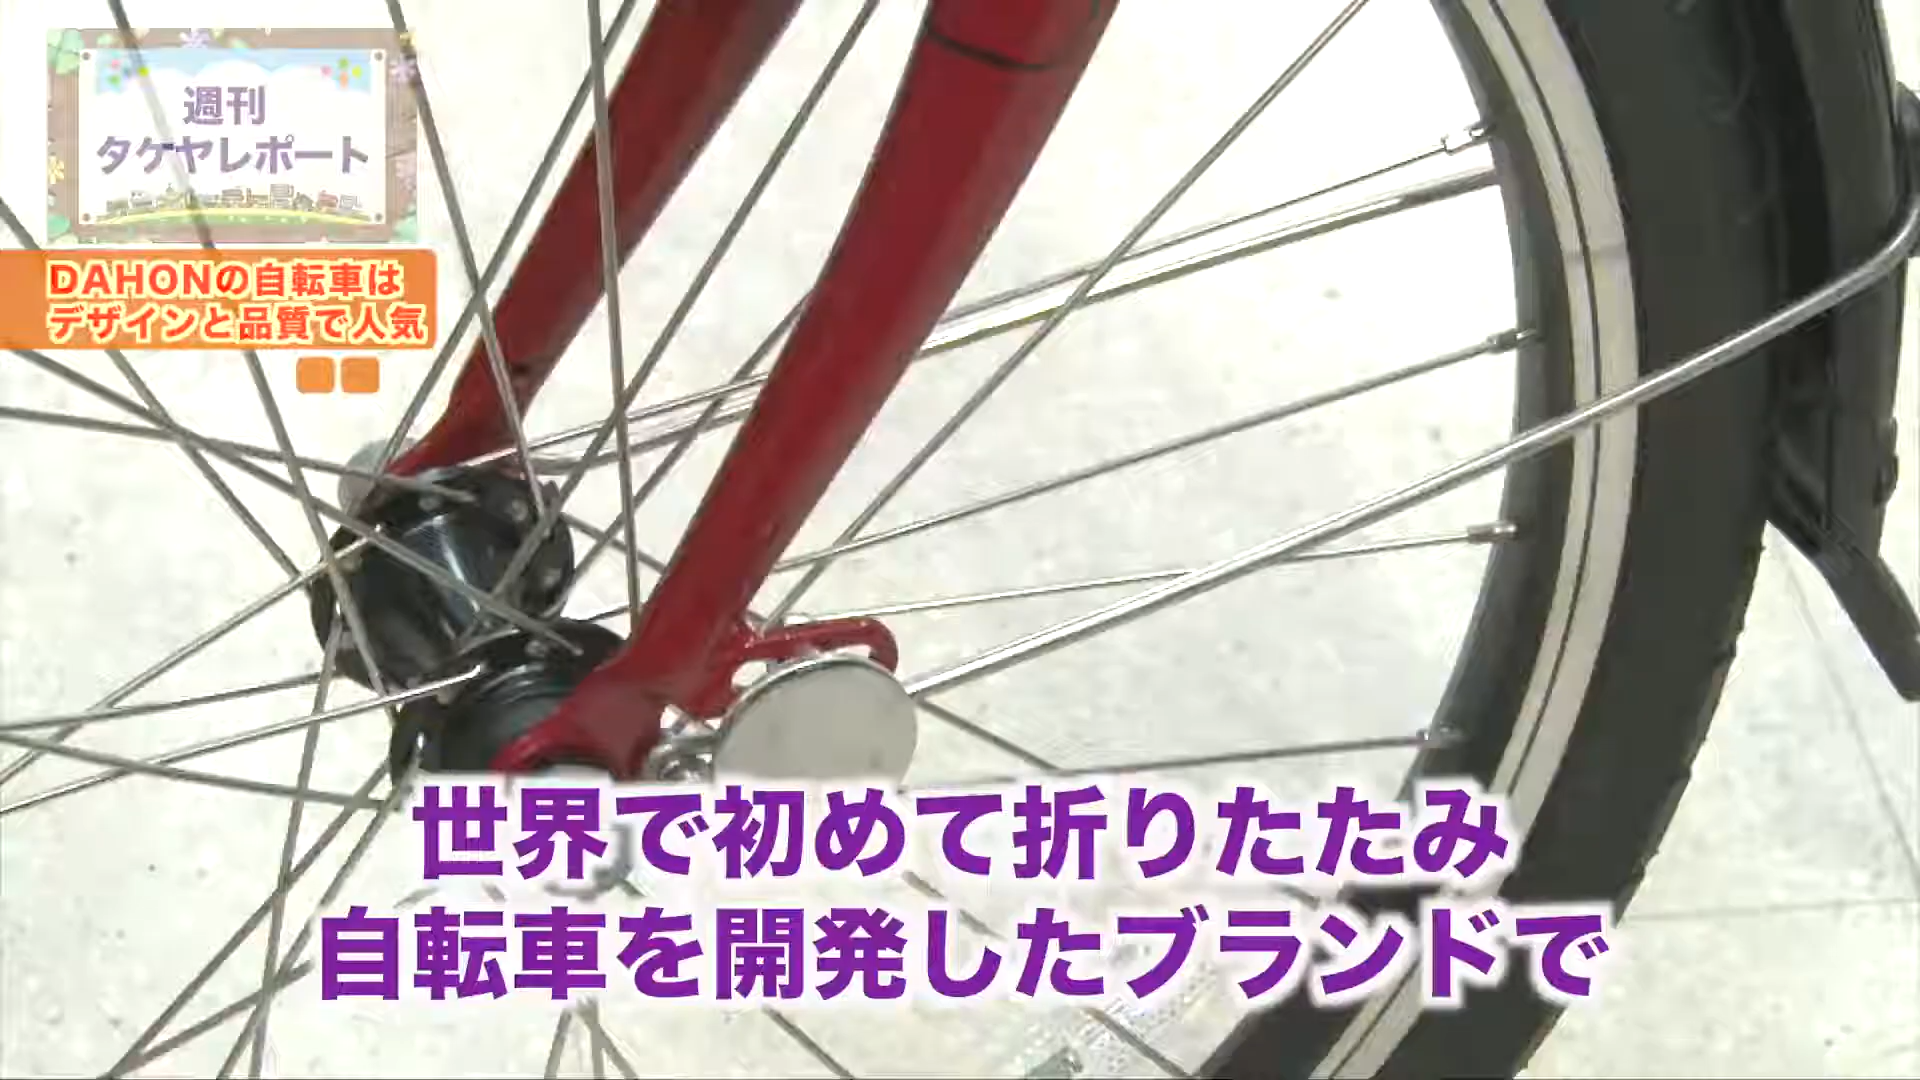 週刊
タケヤレポート
DAHONの自転車は
デザインと品質で人気
世界で初めて折りたたみ
自転車を開発したブランドで